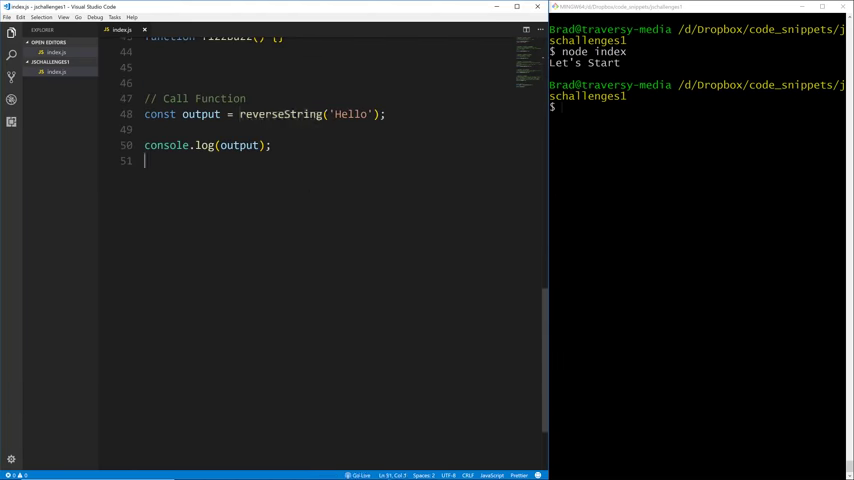 index.js - jschallenges1 - Visual Studio Code
File Edit Selection View Go Debug Tasks Help
EXPLORER
OPEN EDITORS
JS index.js
JSCHALLENGES1
JS index.js
JS index.js
43 function fizzBuzz() {}
44
45
46
47 // Call Function
48 const output = reverseString('Hello');
49
50 console.log(output);
51
0 0
Go Live Ln 51, Col 1 Spaces: 2 UTF-8 CRLF JavaScript Prettier
MINGW64:/d/Dropbox/code_snippets/jschallenges1
Brad@traversy-media /d/Dropbox/code_snippets/j
schallenges1
$ node index
Let's Start
Brad@traversy-media /d/Dropbox/code_snippets/j
schallenges1
$